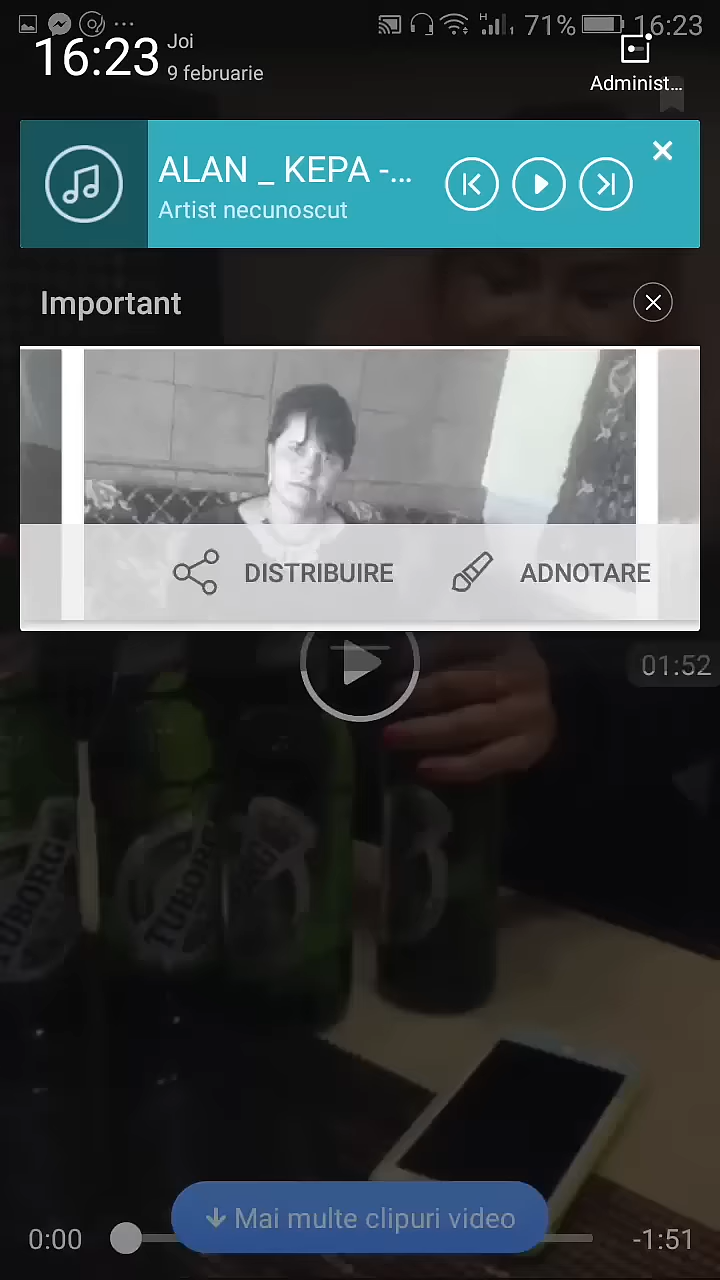 71% 16:23
16:23 Joi
9 februarie
Administ...
ALAN _ KEPA -...
Artist necunoscut
Important
DISTRIBUIRE
ADNOTARE
01:52
TUBORG
TUBORG
↓ Mai multe clipuri video
0:00
-1:51